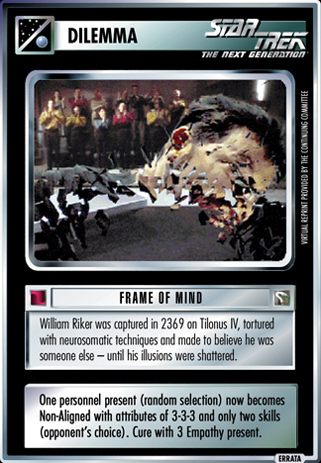 DILEMMA
STAR TREK
THE NEXT GENERATION
VIRTUAL REPRINT PROVIDED BY THE CONTINUING COMMITTEE
FRAME OF MIND
William Riker was captured in 2369 on Tilonus IV, tortured
with neurosomatic techniques and made to believe he was
someone else – until his illusions were shattered.
One personnel present (random selection) now becomes
Non-Aligned with attributes of 3-3-3 and only two skills
(opponent's choice). Cure with 3 Empathy present.
ERRATA